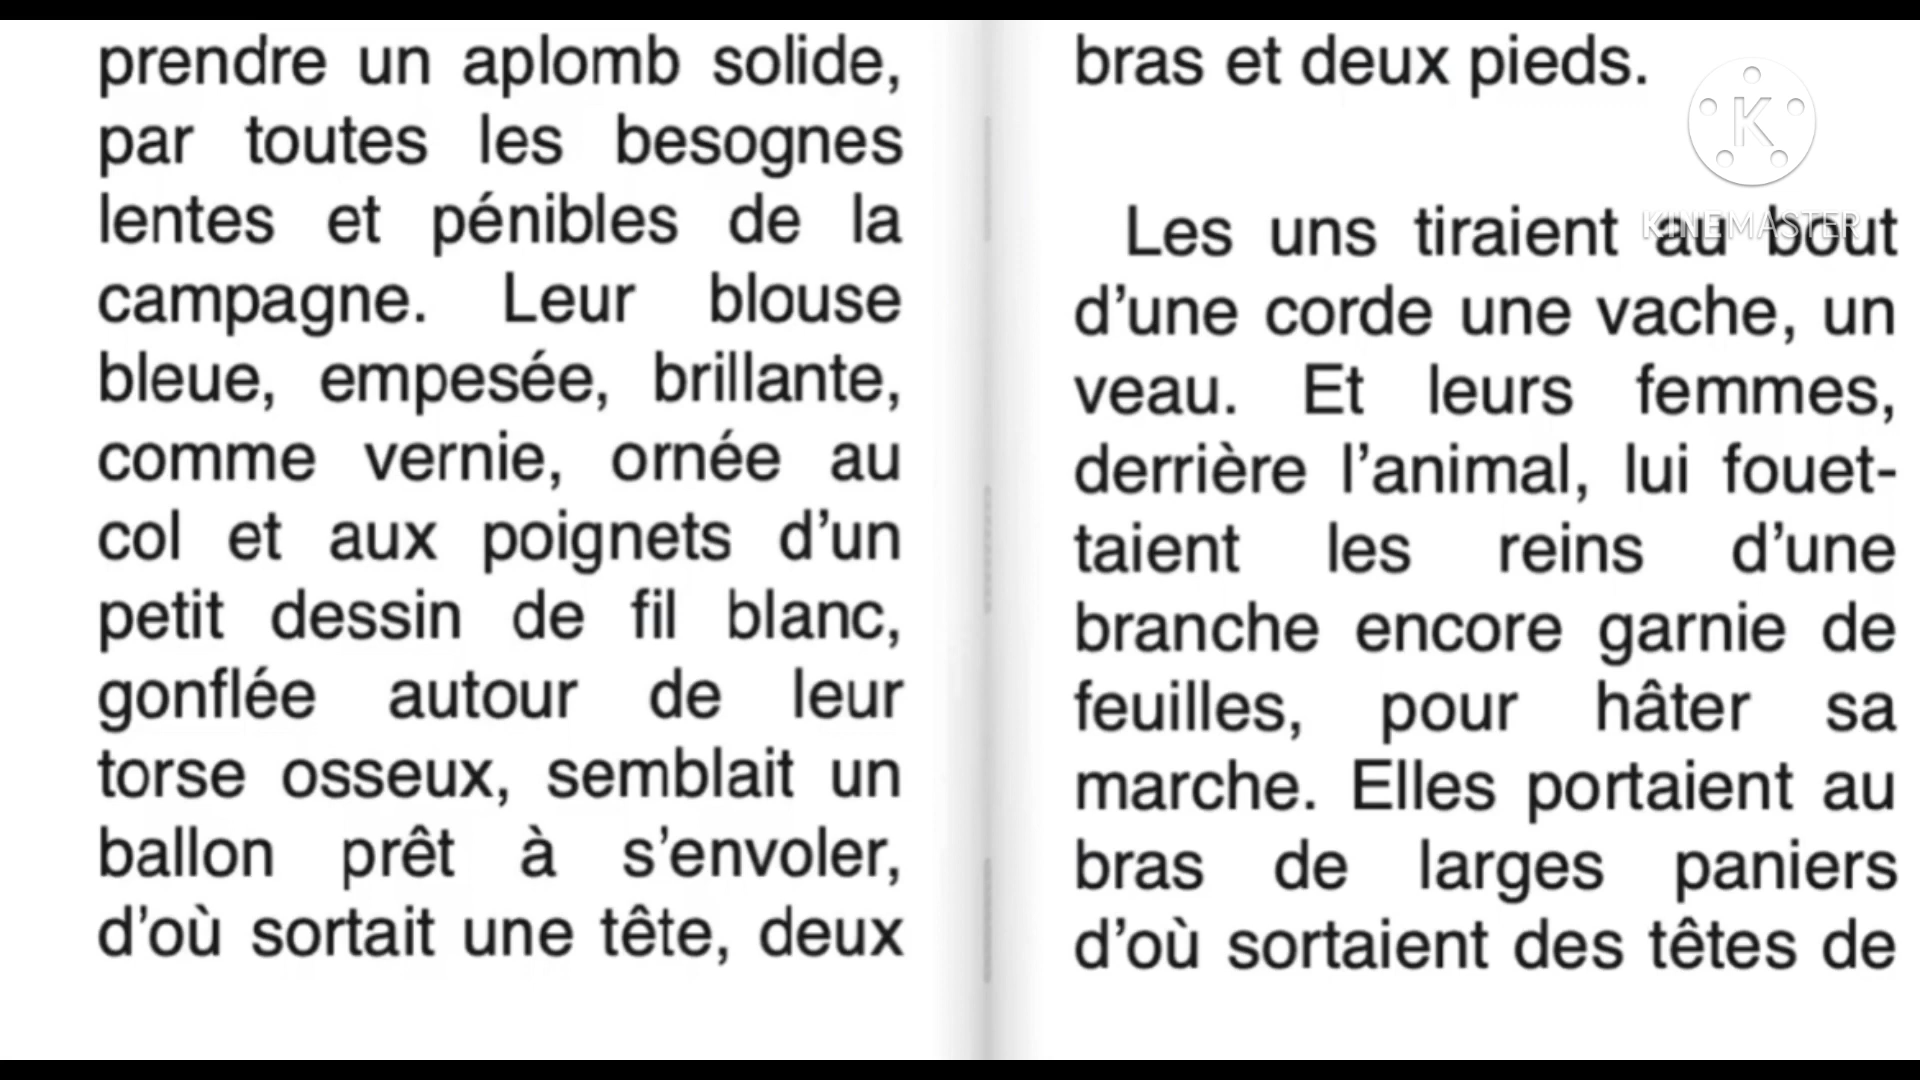 prendre un aplomb solide,
par toutes les besognes
lentes et pénibles de la
campagne. Leur blouse
bleue, empesée, brillante,
comme vernie, ornée au
col et aux poignets d’un
petit dessin de fil blanc,
gonflée autour de leur
torse osseux, semblait un
ballon prêt à s’envoler,
d’où sortait une tête, deux
bras et deux pieds.
Les uns tiraient au bout
d’une corde une vache, un
veau. Et leurs femmes,
derrière l’animal, lui fouet-
taient les reins d’une
branche encore garnie de
feuilles, pour hâter sa
marche. Elles portaient au
bras de larges paniers
d’où sortaient des têtes de
K
KINEMASTER